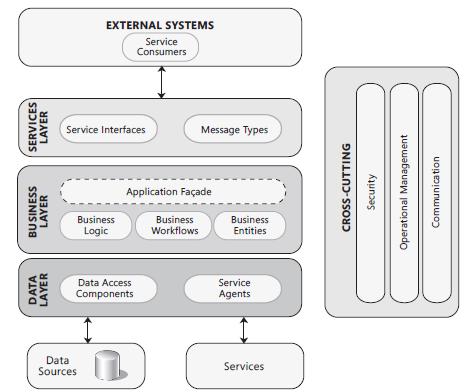 EXTERNAL SYSTEMS
Service
Consumers
SERVICES
LAYER
Service Interfaces
Message Types
BUSINESS
LAYER
Application Façade
Business
Logic
Business
Workflows
Business
Entities
DATA
LAYER
Data Access
Components
Service
Agents
Data
Sources
Services
CROSS-CUTTING
Security
Operational Management
Communication